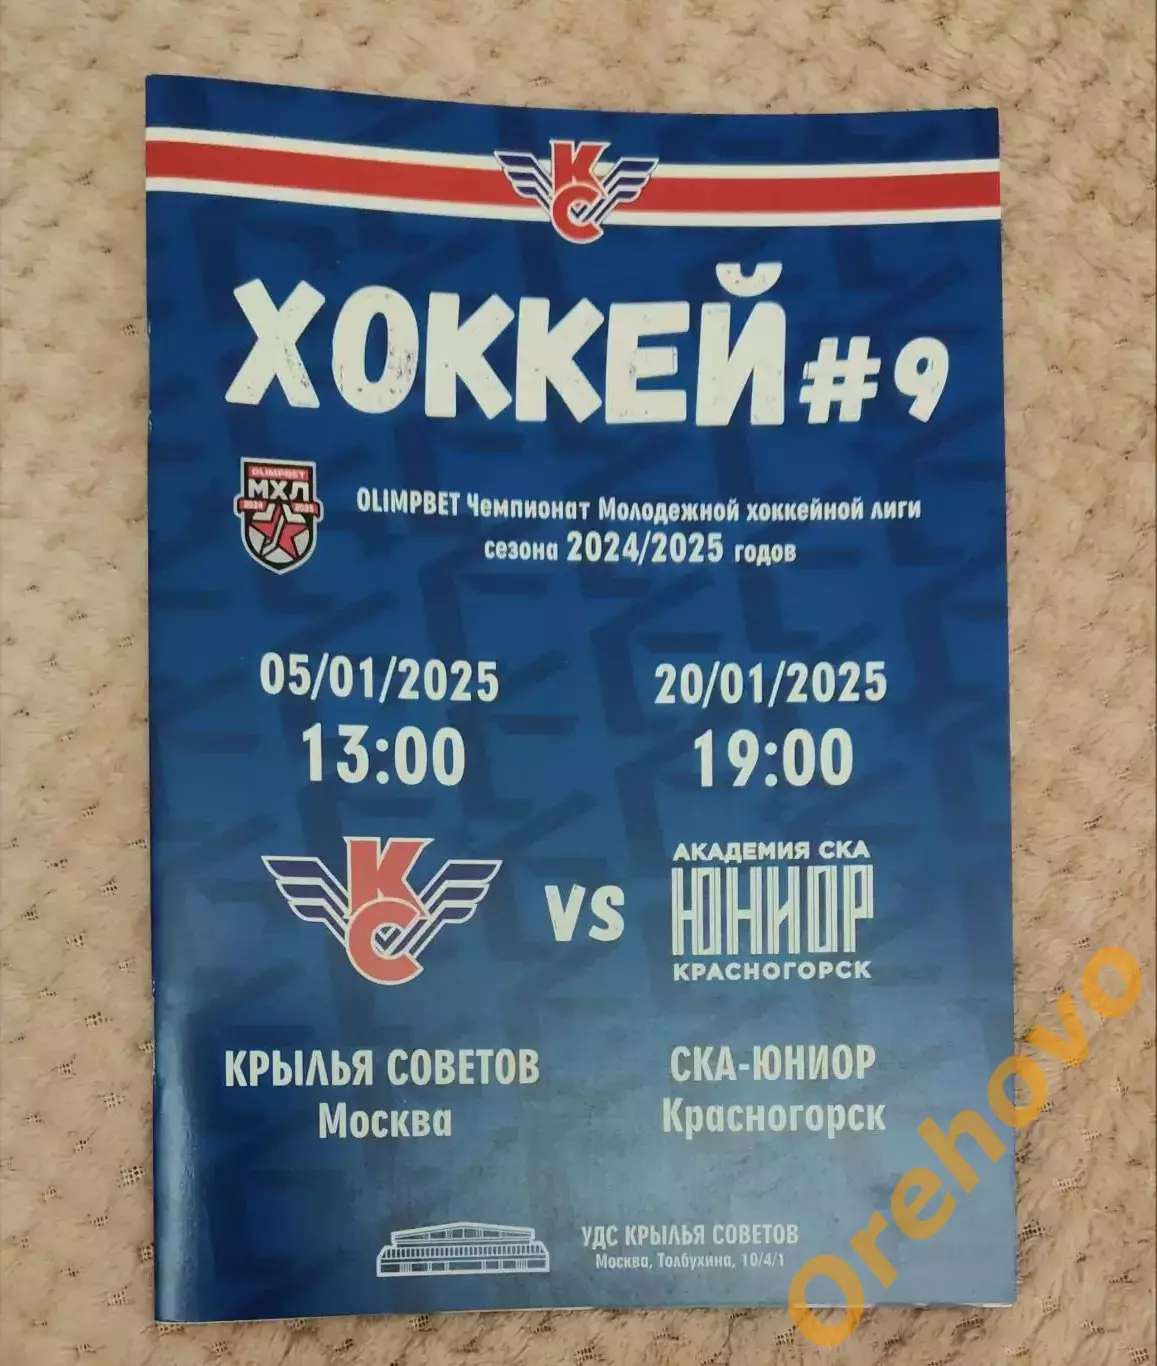 КС
ХОККЕЙ #9
OLIMPBET
МХЛ
2024 2025
OLIMPBET Чемпионат Молодежной хоккейной лиги
сезона 2024/2025 годов
05/01/2025
20/01/2025
13:00
19:00
КС
VS
АКАДЕМИЯ СКА
ЮНИОР
КРАСНОГОРСК
КРЫЛЬЯ СОВЕТОВ
Москва
СКА-ЮНИОР
Красногорск
УДС КРЫЛЬЯ СОВЕТОВ
Москва, Толбухина, 10/4/1
Orehovo